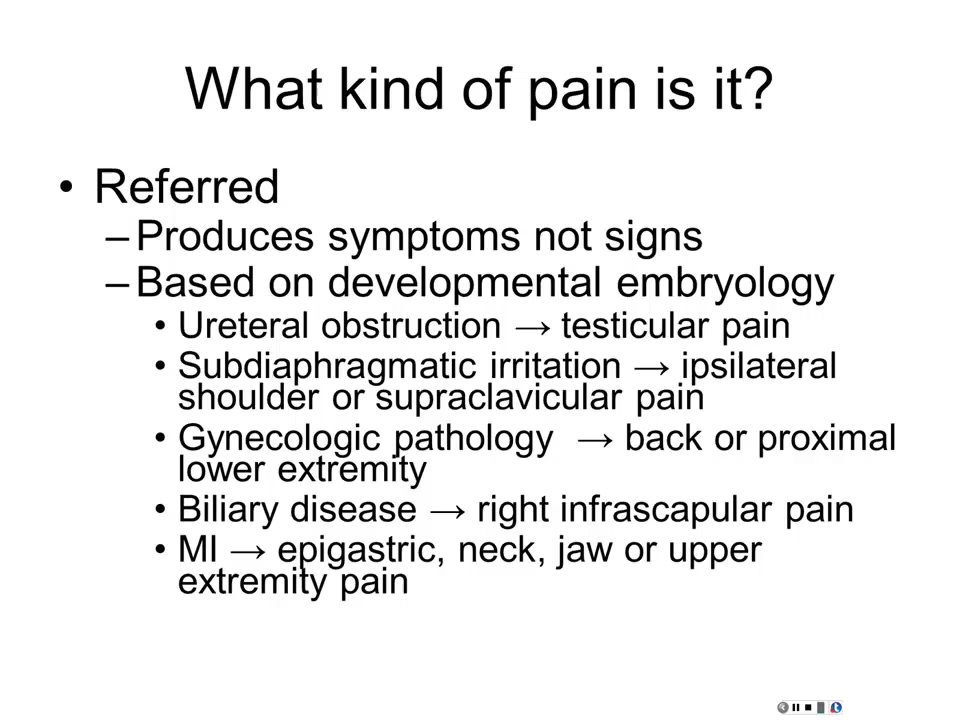 What kind of pain is it?
• Referred
–Produces symptoms not signs
–Based on developmental embryology
• Ureteral obstruction → testicular pain
• Subdiaphragmatic irritation → ipsilateral
shoulder or supraclavicular pain
• Gynecologic pathology → back or proximal
lower extremity
• Biliary disease → right infrascapular pain
• MI → epigastric, neck, jaw or upper
extremity pain